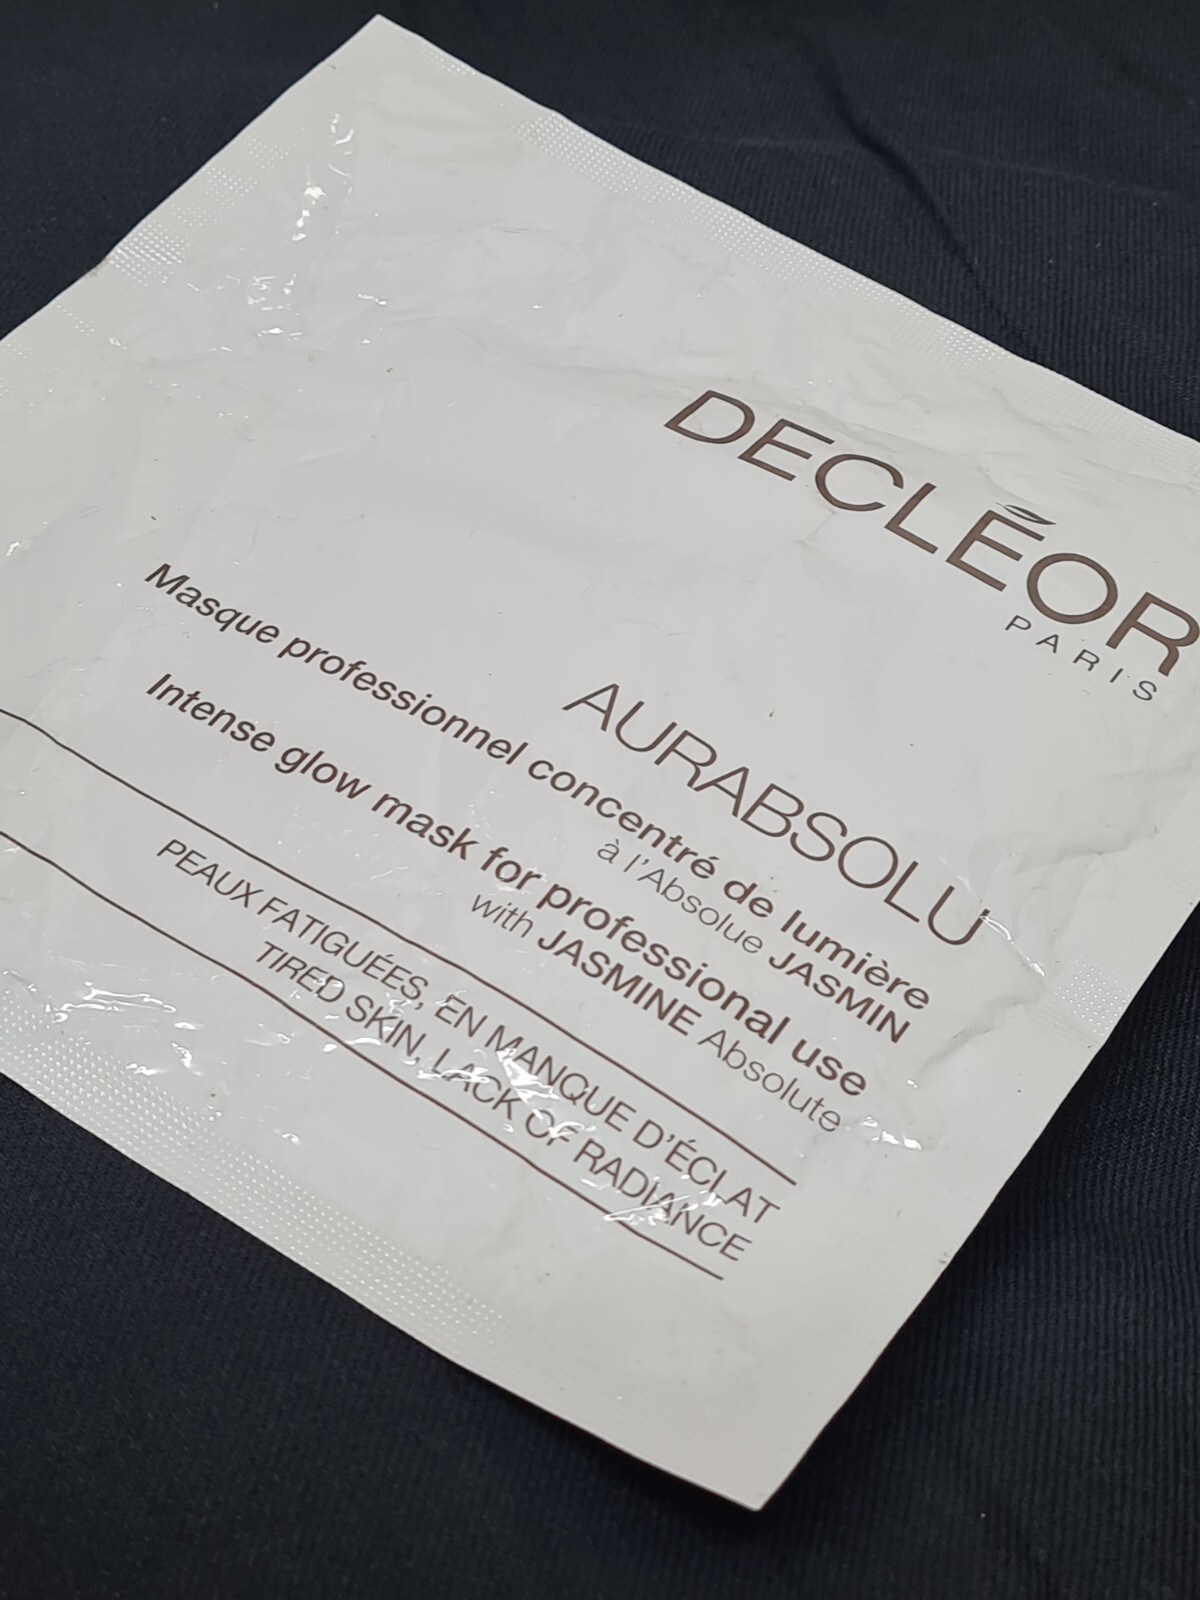 DECLÉOR
PARIS
AURABSOLU
Masque professionnel concentré de lumière
à l'Absolue JASMIN
Intense glow mask for professional use
with JASMINE Absolute
PEAUX FATIGUÉES, EN MANQUE D'ÉCLAT
TIRED SKIN, LACK OF RADIANCE